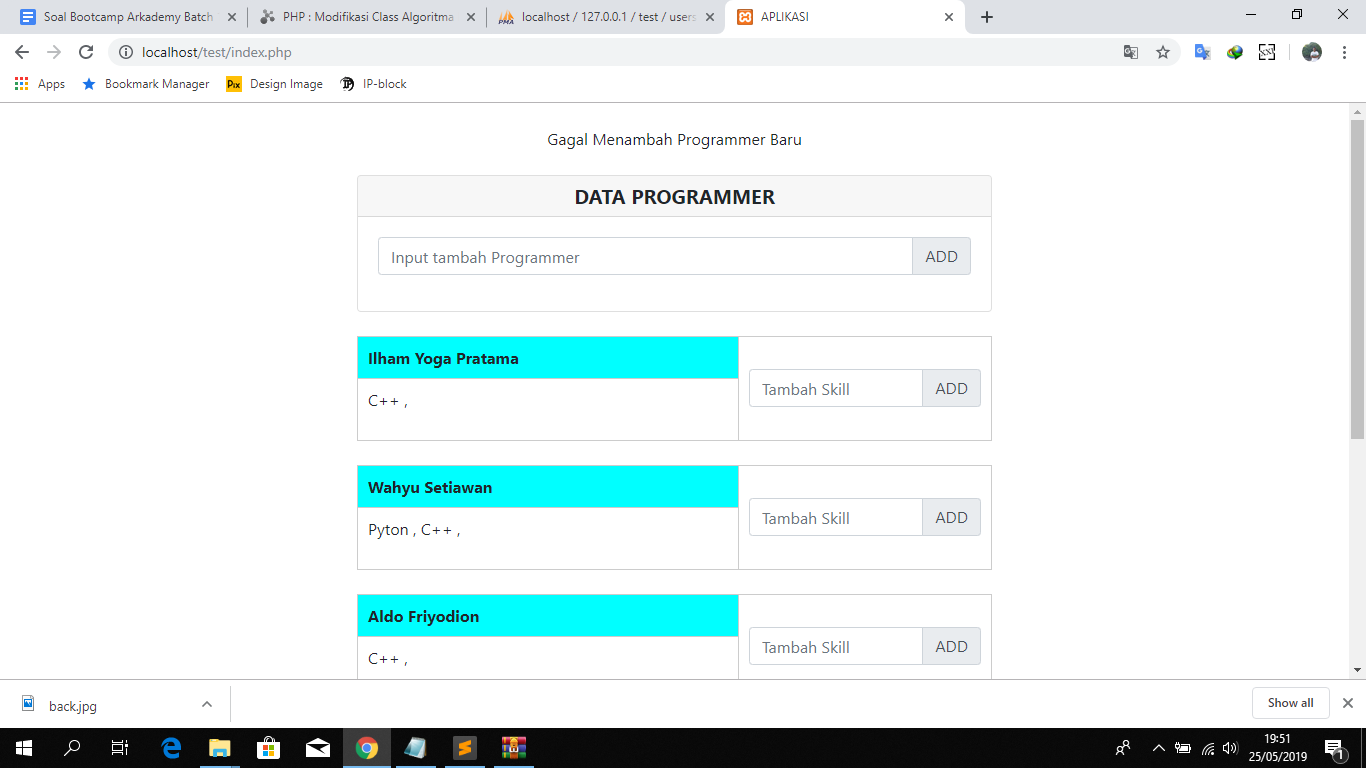 Soal Bootcamp Arkademy Batch
PHP : Modifikasi Class Algoritma
localhost / 127.0.0.1 / test / users
APLIKASI
localhost/test/index.php
Apps
Bookmark Manager
Pix
Design Image
IP-block
Gagal Menambah Programmer Baru
DATA PROGRAMMER
Input tambah Programmer ADD
Ilham Yoga Pratama
Tambah Skill ADD
C++ ,
Wahyu Setiawan
Tambah Skill ADD
Pyton , C++ ,
Aldo Friyodion
Tambah Skill ADD
C++ ,
back.jpg
Show all
19:51
25/05/2019
1